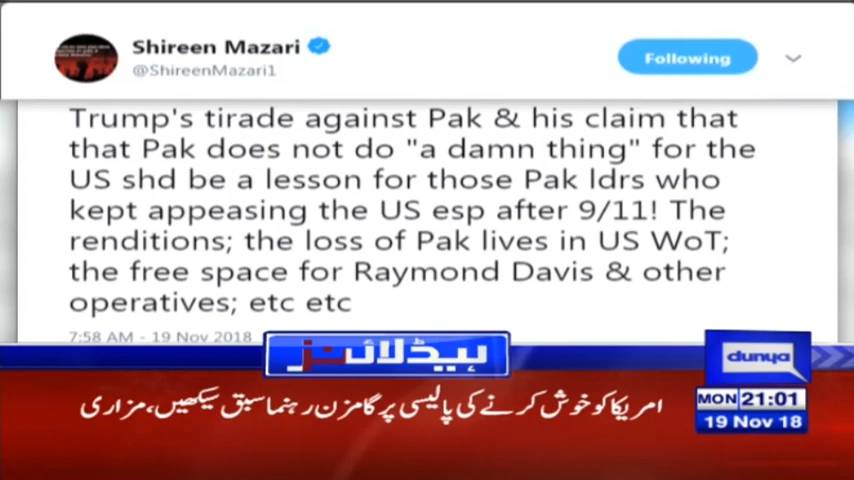 Shireen Mazari
@ShireenMazari1
Following
Trump's tirade against Pak & his claim that
that Pak does not do "a damn thing" for the
US shd be a lesson for those Pak ldrs who
kept appeasing the US esp after 9/11! The
renditions; the loss of Pak lives in US WoT;
the free space for Raymond Davis & other
operatives; etc etc
7:58 AM - 19 Nov 2018
ہیڈلائنز
dunya
MON 21:01
19 Nov 18
امریکا کو خوش کرنے کی پالیسی پر گامزن رہنما سبق سیکھیں، مزاری